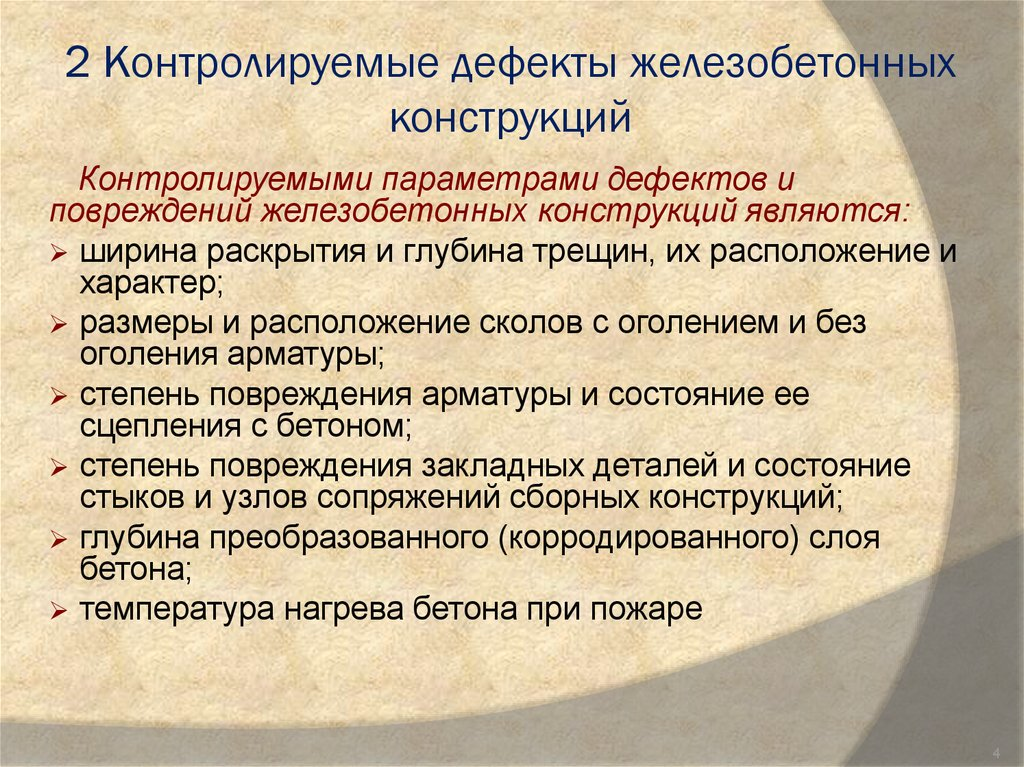 2 Контролируемые дефекты железобетонных
конструкций
Контролируемыми параметрами дефектов и
повреждений железобетонных конструкций являются:
➢ ширина раскрытия и глубина трещин, их расположение и
характер;
➢ размеры и расположение сколов с оголением и без
оголения арматуры;
➢ степень повреждения арматуры и состояние ее
сцепления с бетоном;
➢ степень повреждения закладных деталей и состояние
стыков и узлов сопряжений сборных конструкций;
➢ глубина преобразованного (корродированного) слоя
бетона;
➢ температура нагрева бетона при пожаре
4